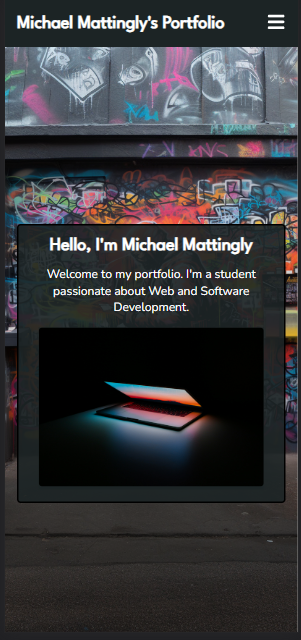 Michael Mattingly's Portfolio
Hello, I'm Michael Mattingly
Welcome to my portfolio. I'm a student
passionate about Web and Software
Development.